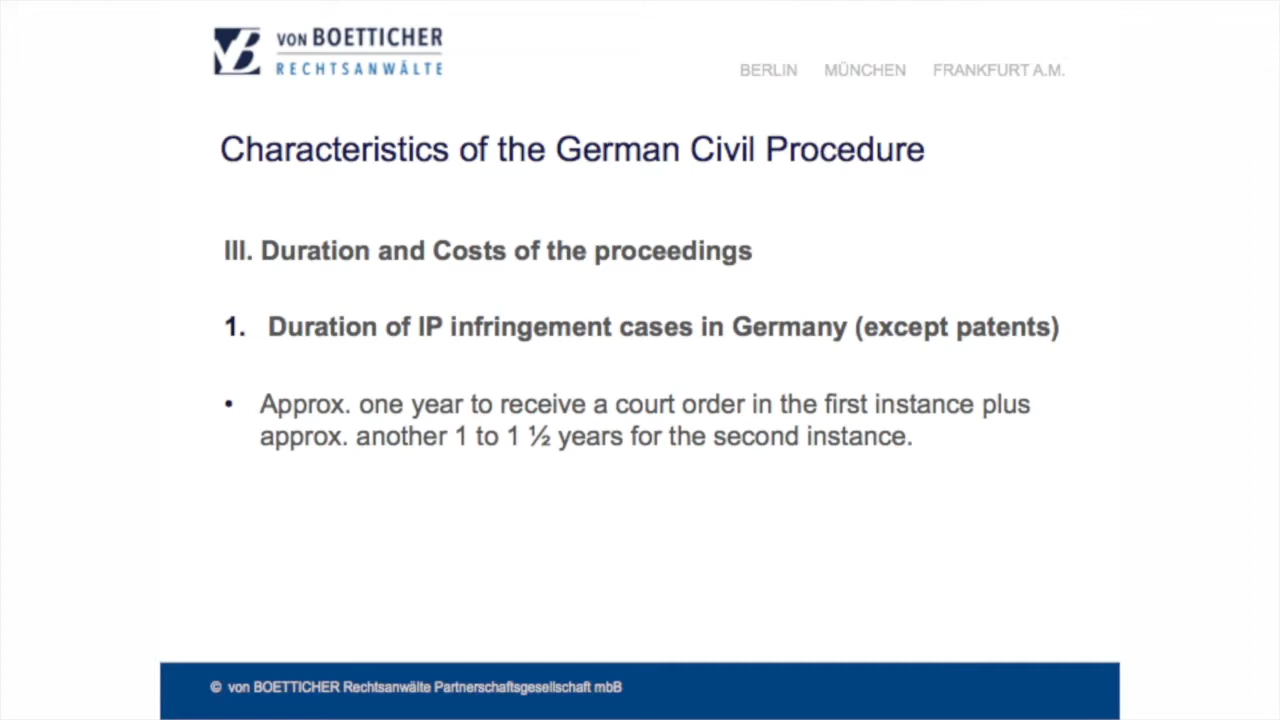 VON BOETTICHER
RECHTSANWÄLTE
BERLIN MÜNCHEN FRANKFURT A.M.
Characteristics of the German Civil Procedure
III. Duration and Costs of the proceedings
1. Duration of IP infringement cases in Germany (except patents)
• Approx. one year to receive a court order in the first instance plus
approx. another 1 to 1 ½ years for the second instance.
© von BOETTICHER Rechtsanwälte Partnerschaftsgesellschaft mbB